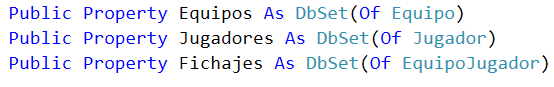 Public Property Equipos As DbSet(Of Equipo)
Public Property Jugadores As DbSet(Of Jugador)
Public Property Fichajes As DbSet(Of EquipoJugador)